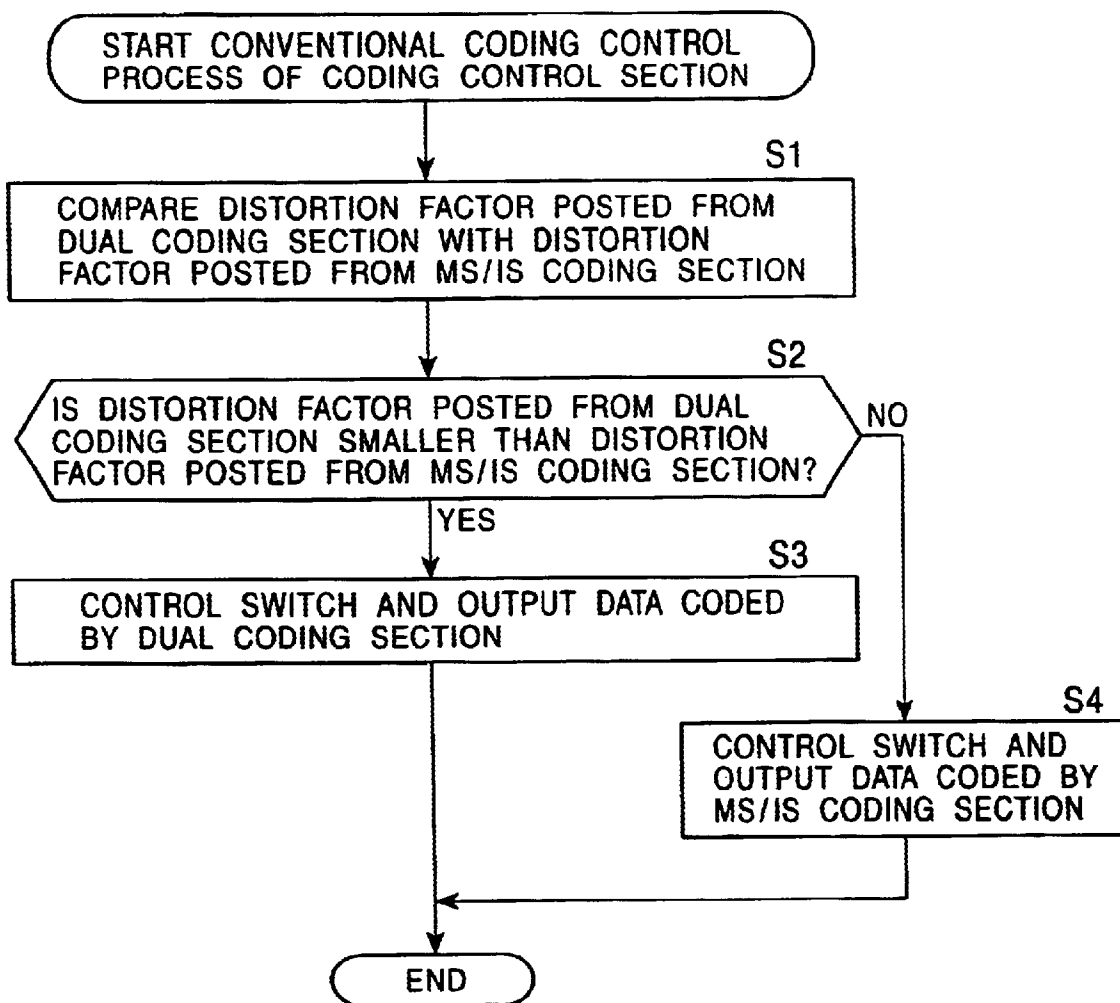 START CONVENTIONAL CODING CONTROL
PROCESS OF CODING CONTROL SECTION
S1
COMPARE DISTORTION FACTOR POSTED FROM
DUAL CODING SECTION WITH DISTORTION
FACTOR POSTED FROM MS/IS CODING SECTION
S2
IS DISTORTION FACTOR POSTED FROM DUAL
CODING SECTION SMALLER THAN DISTORTION
FACTOR POSTED FROM MS/IS CODING SECTION?
NO
YES
S3
CONTROL SWITCH AND OUTPUT DATA CODED
BY DUAL CODING SECTION
S4
CONTROL SWITCH AND
OUTPUT DATA CODED BY
MS/IS CODING SECTION
END